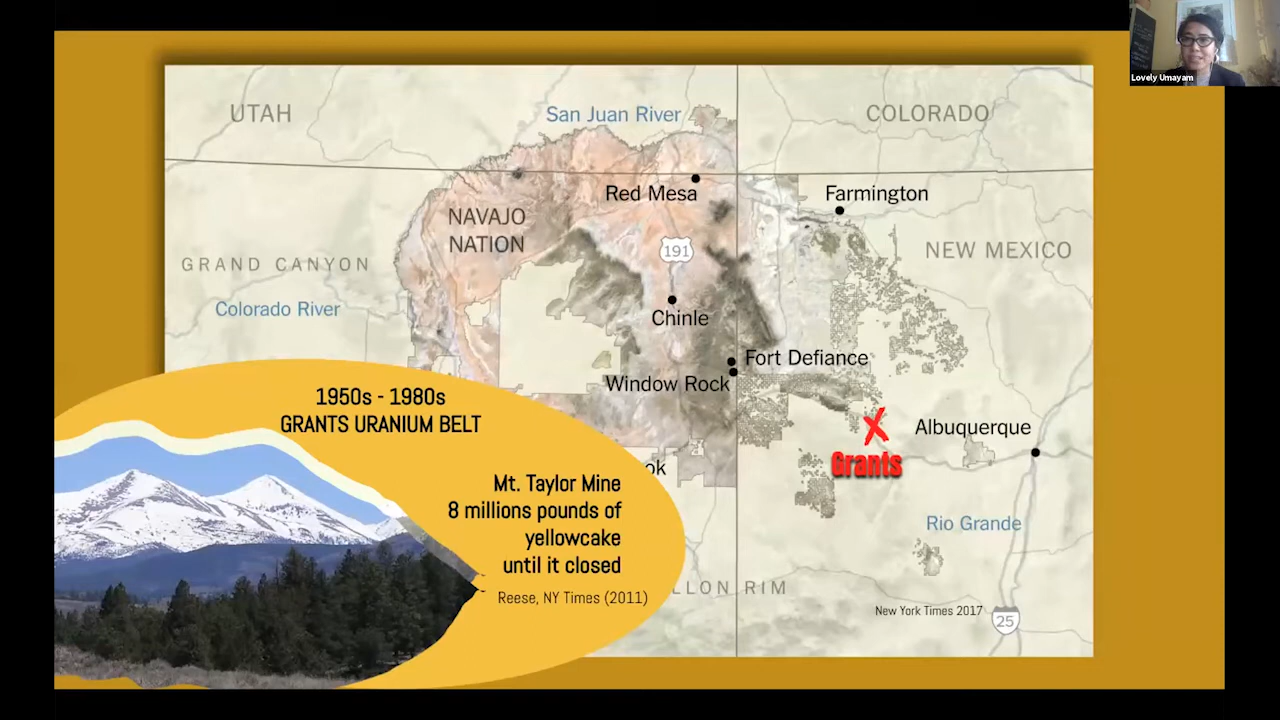 Lovely Umayam
UTAH
San Juan River
COLORADO
Red Mesa
Farmington
NAVAJO
NATION
191
NEW MEXICO
GRAND CANYON
Colorado River
Chinle
Fort Defiance
Window Rock
Albuquerque
X
Grants
ok
Rio Grande
LLON RIM
New York Times 2017
25
1950s - 1980s
GRANTS URANIUM BELT
Mt. Taylor Mine
8 millions pounds of
yellowcake
until it closed
Reese, NY Times (2011)